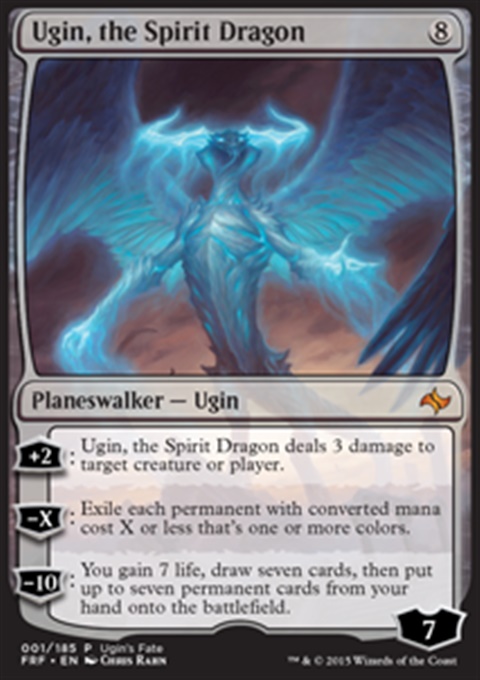 Ugin, the Spirit Dragon 8
Planeswalker — Ugin
+2 : Ugin, the Spirit Dragon deals 3 damage to
target creature or player.
−X : Exile each permanent with converted mana
cost X or less that's one or more colors.
−10 : You gain 7 life, draw seven cards, then put
up to seven permanent cards from your
hand onto the battlefield.
7
001/185 P Ugin's Fate
FRF • EN Chris Rahn
™ & © 2015 Wizards of the Coast